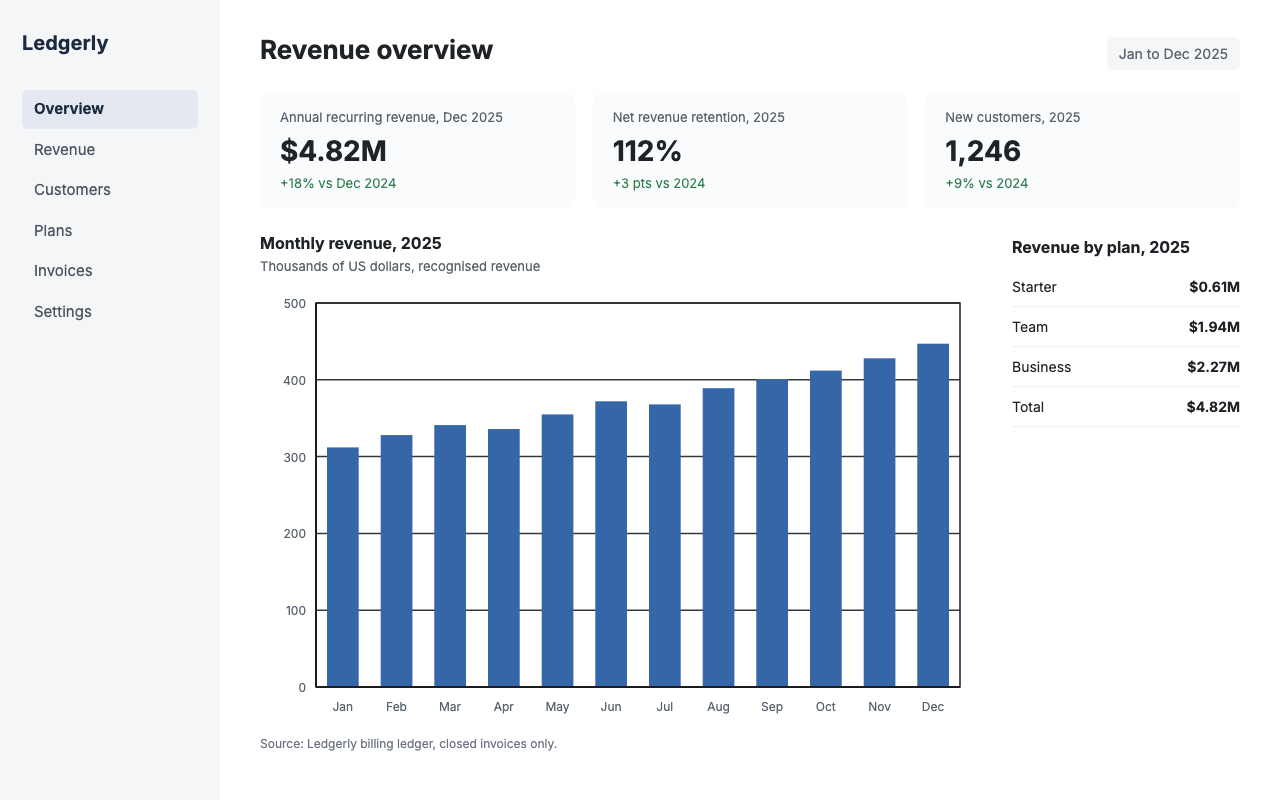 Ledgerly
Overview
Revenue
Customers
Plans
Invoices
Settings
Revenue overview
Jan to Dec 2025
Annual recurring revenue, Dec 2025
$4.82M
+18% vs Dec 2024
Net revenue retention, 2025
112%
+3 pts vs 2024
New customers, 2025
1,246
+9% vs 2024
Monthly revenue, 2025
Thousands of US dollars, recognised revenue
500
400
300
200
100
0
Jan Feb Mar Apr May Jun Jul Aug Sep Oct Nov Dec
Source: Ledgerly billing ledger, closed invoices only.
Revenue by plan, 2025
Starter $0.61M
Team $1.94M
Business $2.27M
Total $4.82M